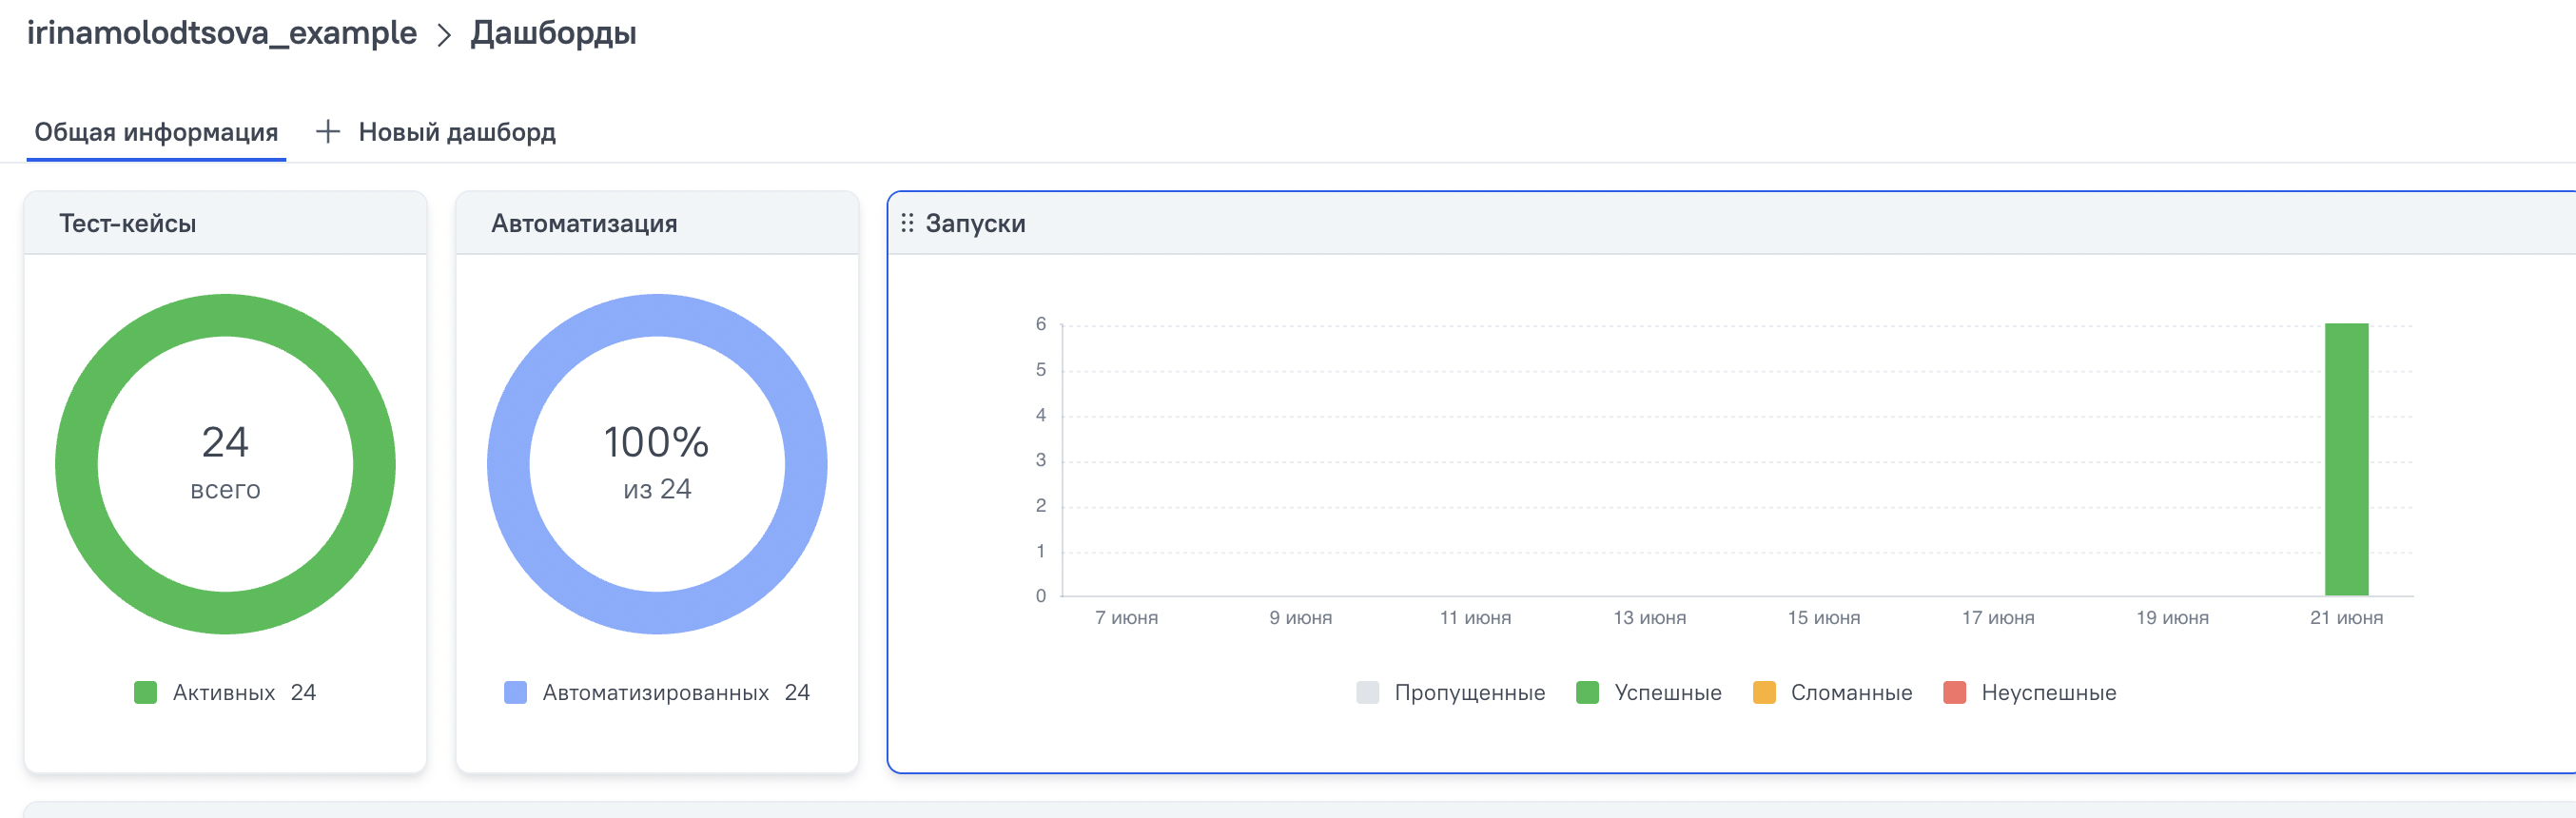 irinamolodtsova_example > Дашборды
Общая информация + Новый дашборд
Тест-кейсы
24
всего
Активных 24
Автоматизация
100%
из 24
Автоматизированных 24
Запуски
6
5
4
3
2
1
0
7 июня 9 июня 11 июня 13 июня 15 июня 17 июня 19 июня 21 июня
Пропущенные Успешные Сломанные Неуспешные